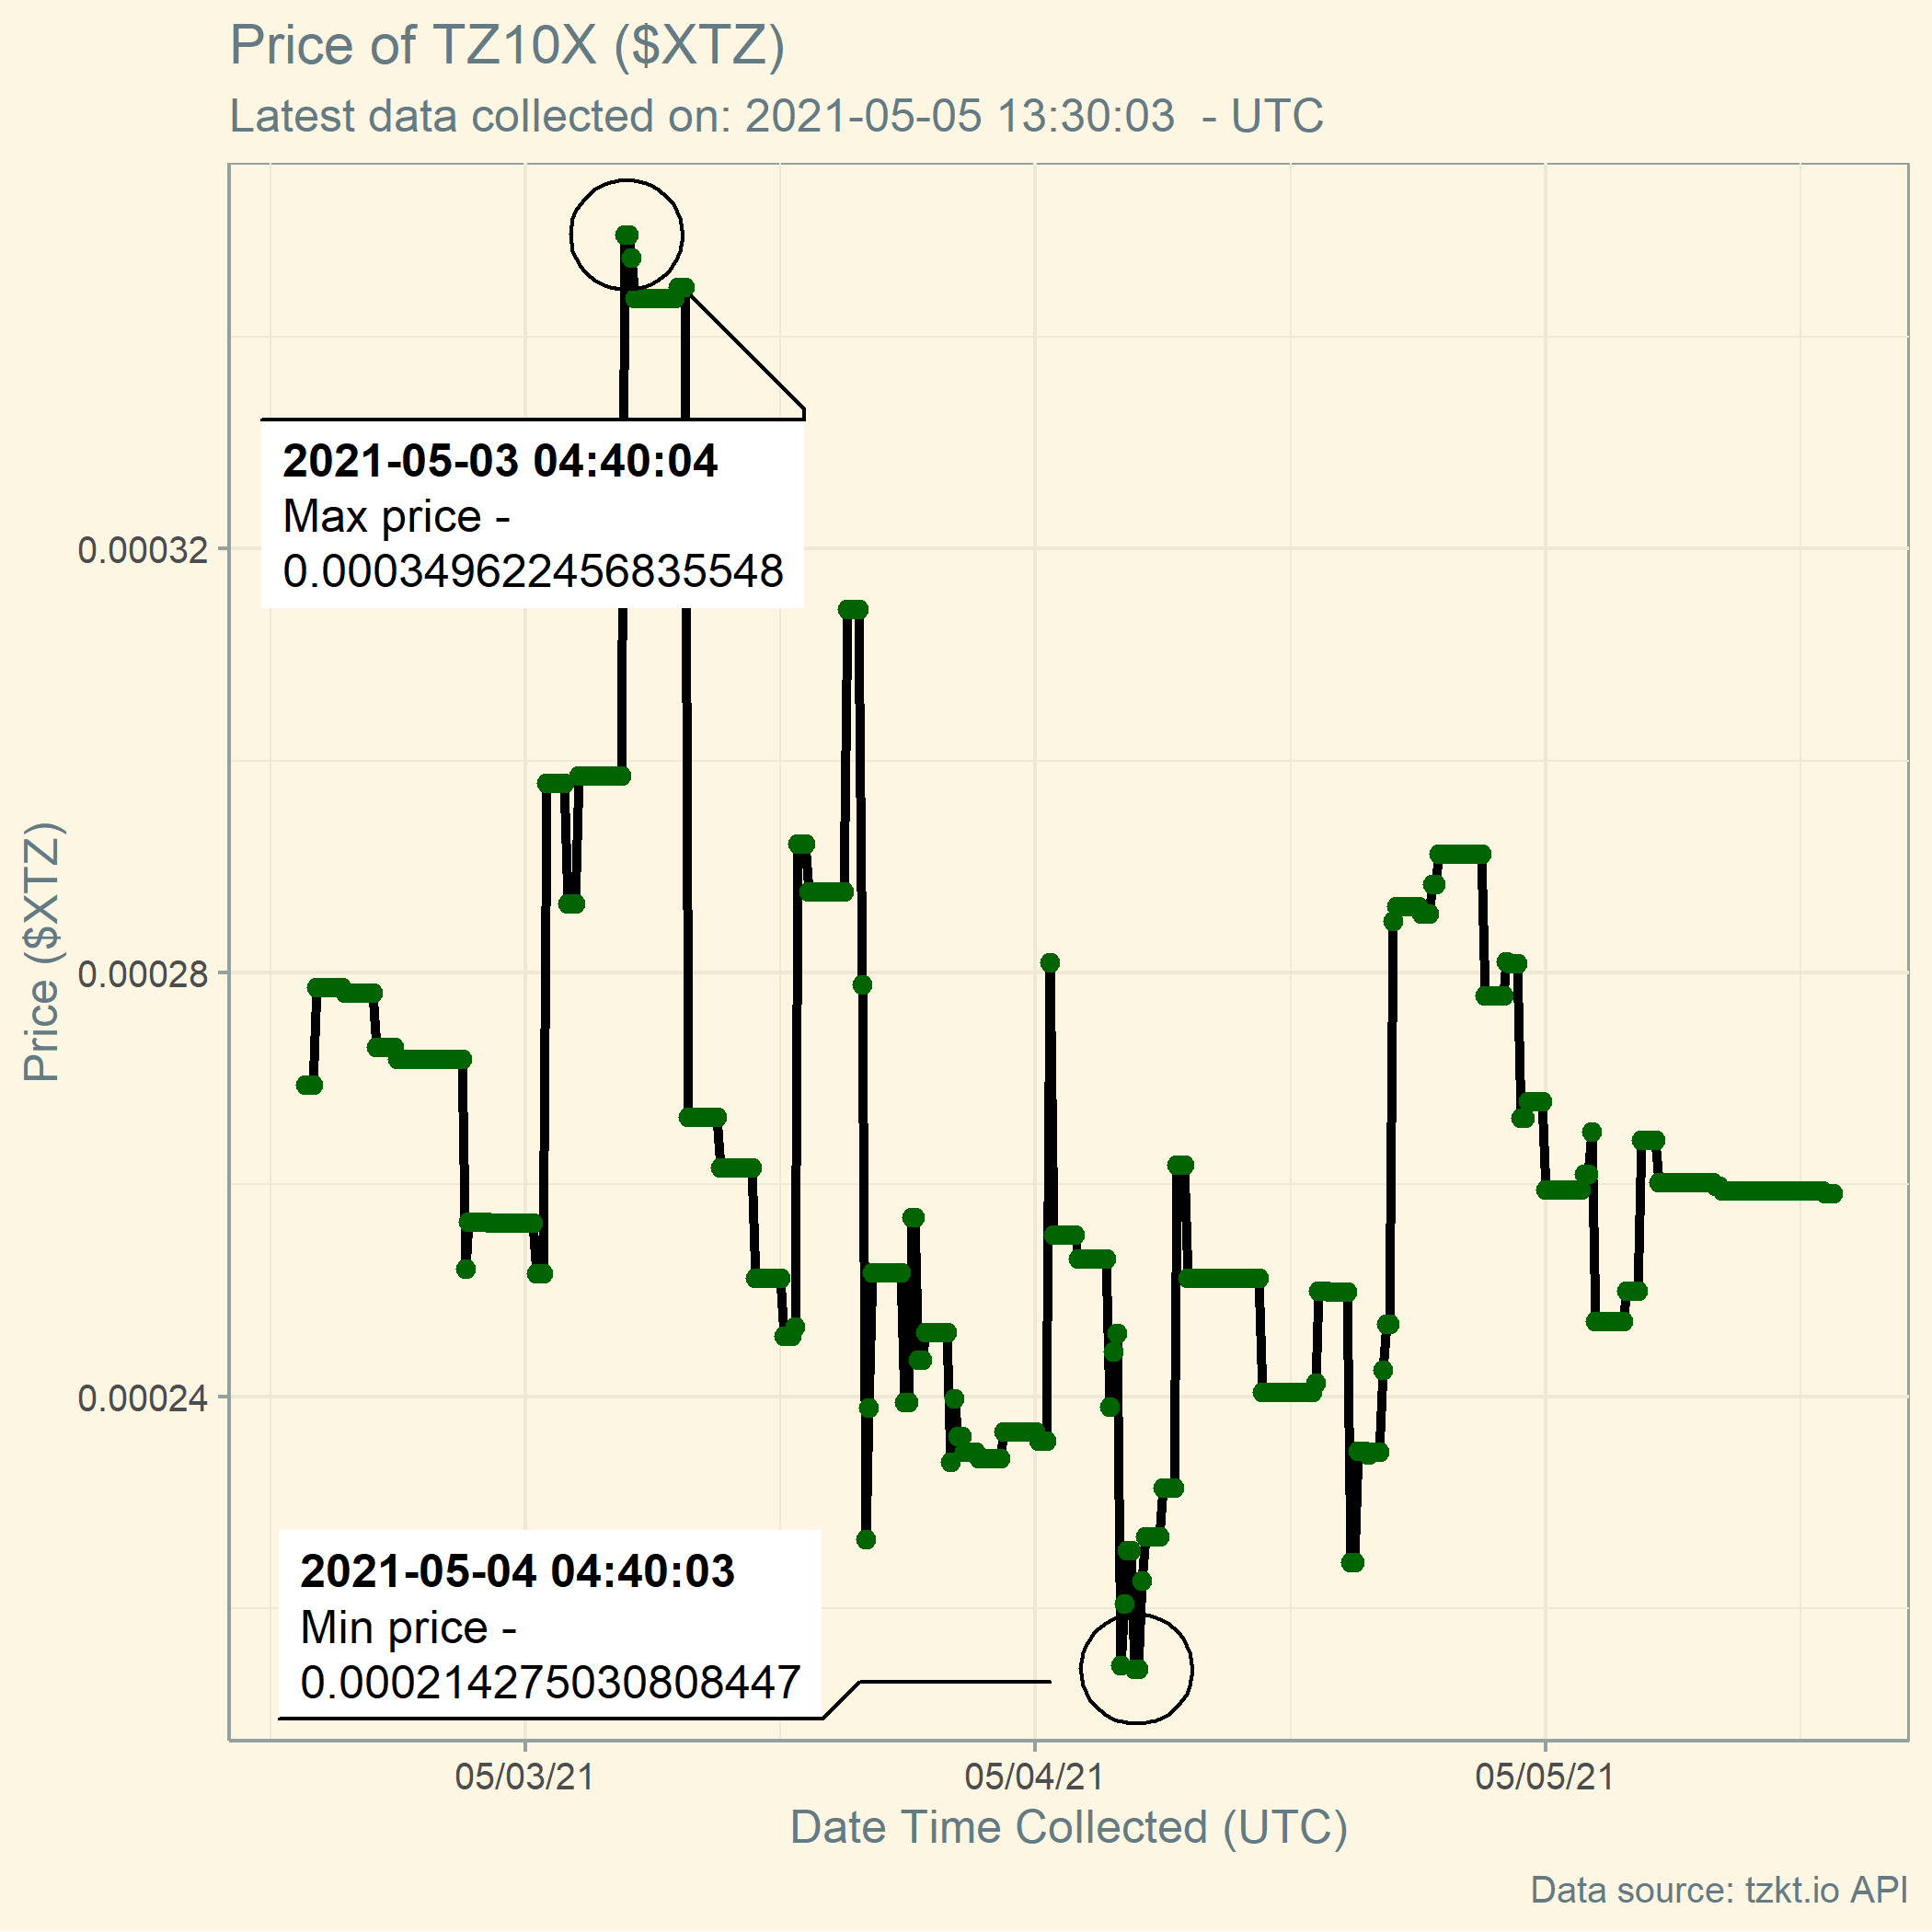 Price of TZ10X ($XTZ)
Latest data collected on: 2021-05-05 13:30:03 - UTC
2021-05-03 04:40:04
Max price -
0.000349622456835548
0.00032
0.00028
0.00024
Price ($XTZ)
2021-05-04 04:40:03
Min price -
0.000214275030808447
05/03/21
05/04/21
05/05/21
Date Time Collected (UTC)
Data source: tzkt.io API